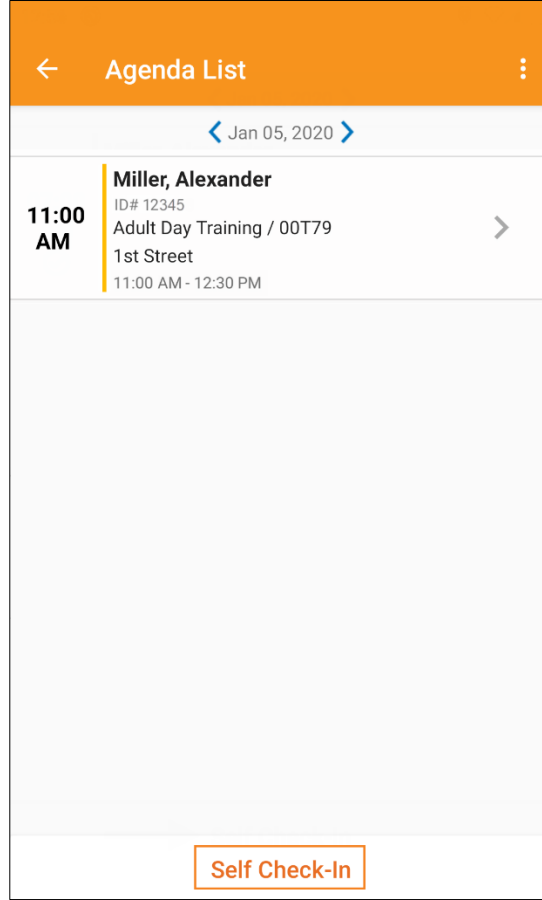 Agenda List
Jan 05, 2020
11:00
AM
Miller, Alexander
ID# 12345
Adult Day Training / 00T79
1st Street
11:00 AM - 12:30 PM
Self Check-In